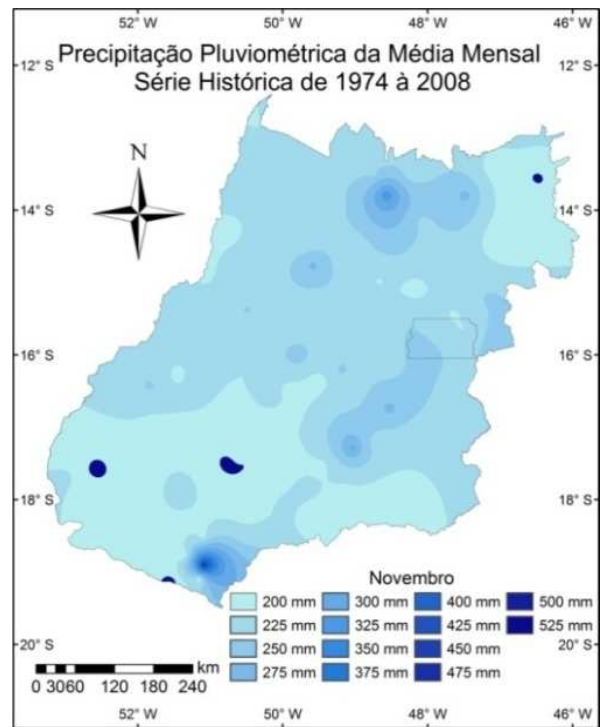 52° W 50° W 48° W 46° W
Precipitação Pluviométrica da Média Mensal
12° S 12° S
Série Histórica de 1974 à 2008
N
14° S 14° S
16° S 16° S
18° S 18° S
Novembro
200 mm 300 mm 400 mm 500 mm
225 mm 325 mm 425 mm 525 mm
250 mm 350 mm 450 mm
275 mm 375 mm 475 mm
20° S 20° S
km
0 3060 120 180 240
52° W 50° W 48° W 46° W